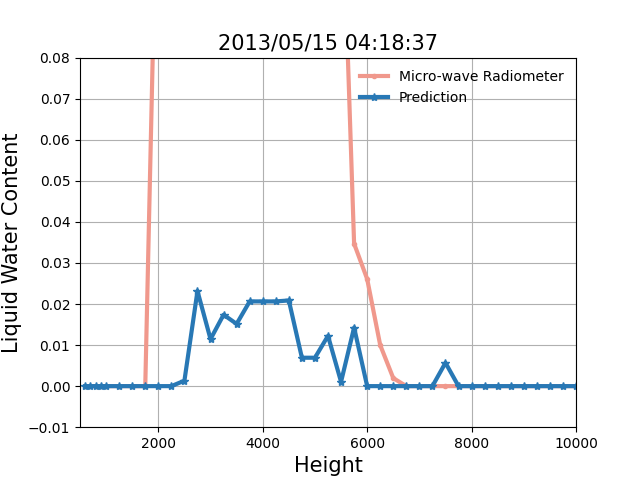 2013/05/15 04:18:37
0.08
0.07
0.06
0.05
0.04
0.03
0.02
0.01
0.00
−0.01
Liquid Water Content
Micro-wave Radiometer
Prediction
2000 4000 6000 8000 10000
Height